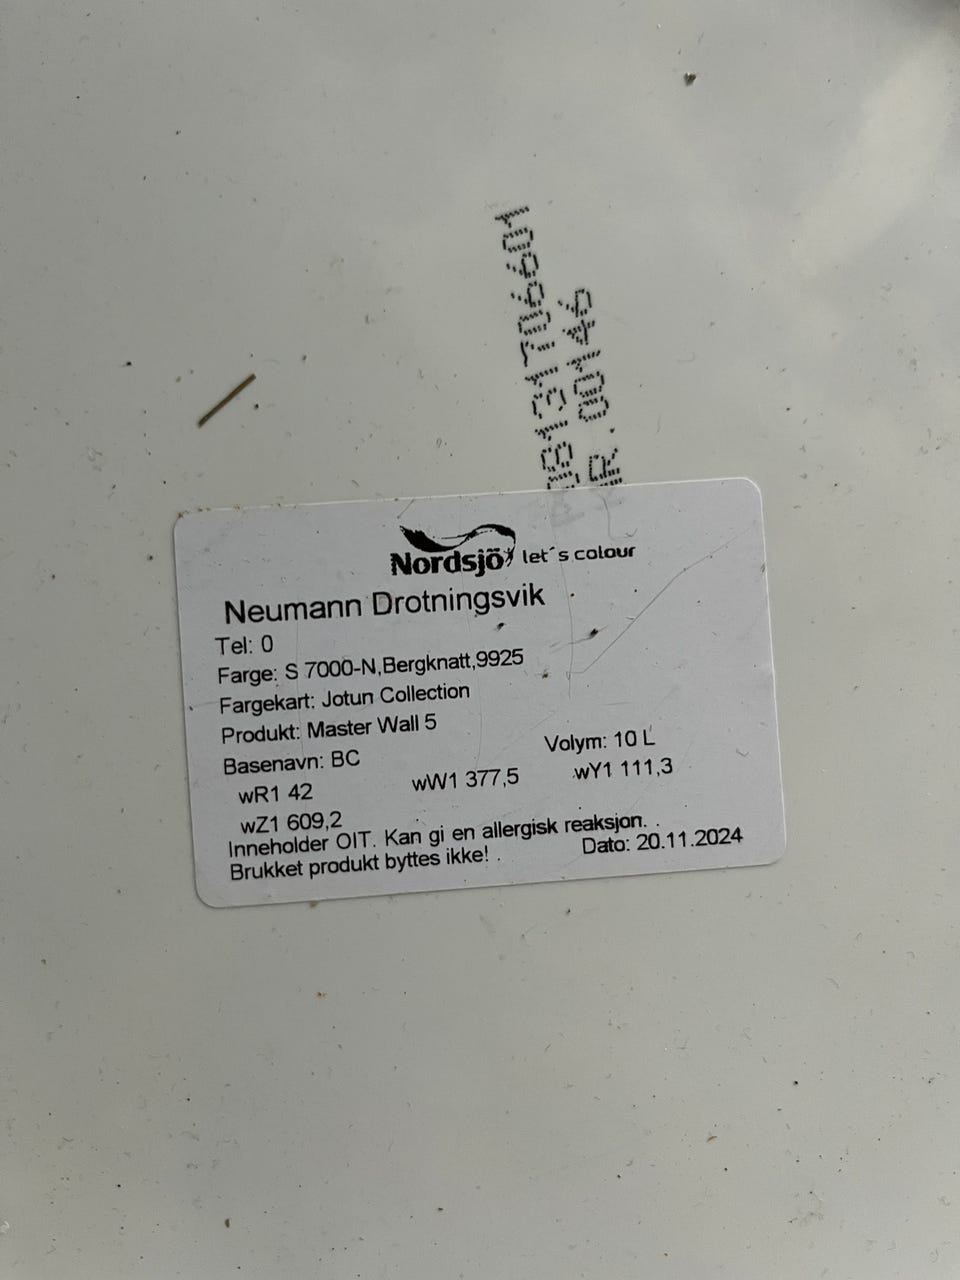 08131706601
R. 00146
Nordsjö let´s colour
Neumann Drotningsvik
Tel: 0
Farge: S 7000-N,Bergknatt,9925
Fargekart: Jotun Collection
Produkt: Master Wall 5
Basenavn: BC Volym: 10 L
wR1 42 wW1 377,5 wY1 111,3
wZ1 609,2
Inneholder OIT. Kan gi en allergisk reaksjon. .
Brukket produkt byttes ikke! . Dato: 20.11.2024